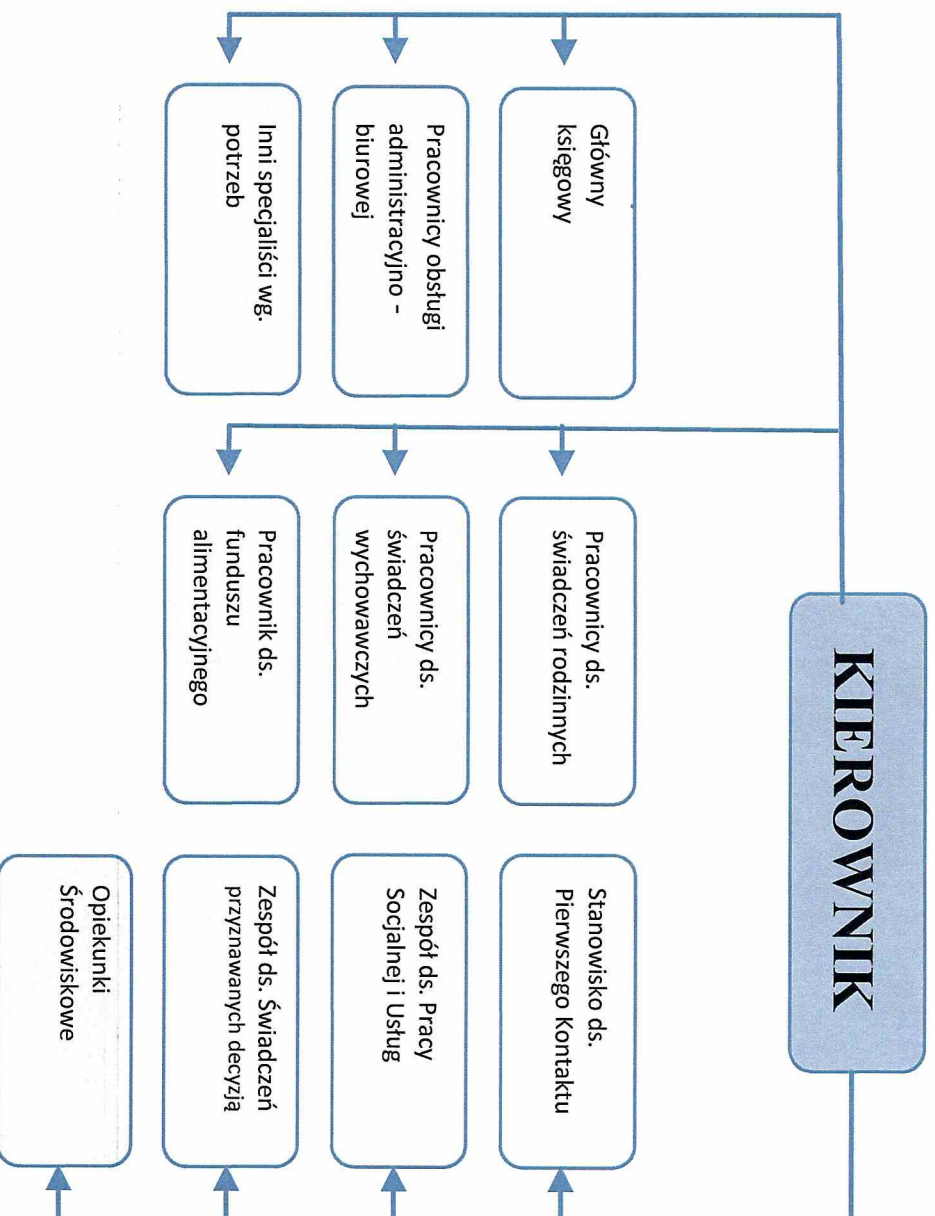 KIEROWNIK
Główny
księgowy
Pracownicy obsługi
administracyjno -
biurowej
Inni specjaliści wg.
potrzeb
Pracownicy ds.
świadczeń rodzinnych
Pracownicy ds.
świadczeń
wychowawczych
Pracownik ds.
funduszu
alimentacyjnego
Stanowisko ds.
Pierwszego Kontaktu
Zespół ds. Pracy
Socjalnej i Usług
Zespół ds. Świadczeń
przyznawanych decyzją
Opiekunki
Środowiskowe